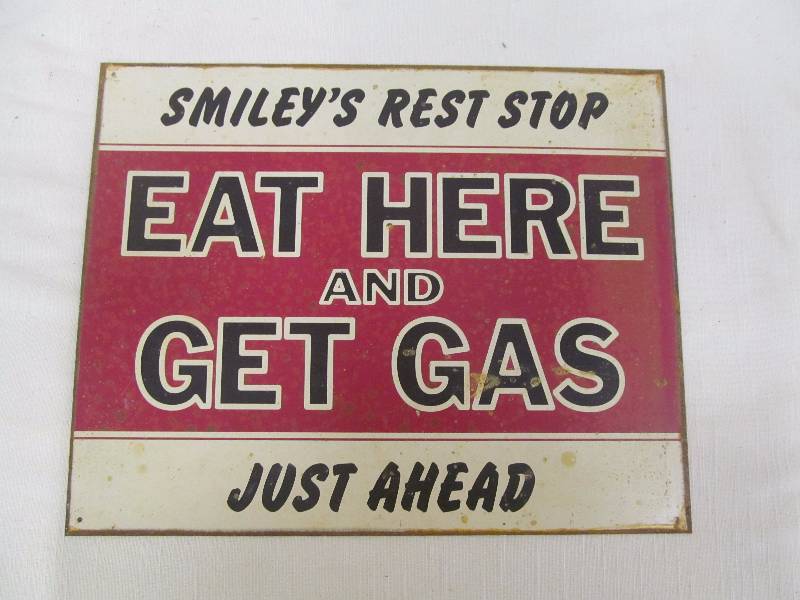 SMILEY'S REST STOP
EAT HERE
AND
GET GAS
JUST AHEAD